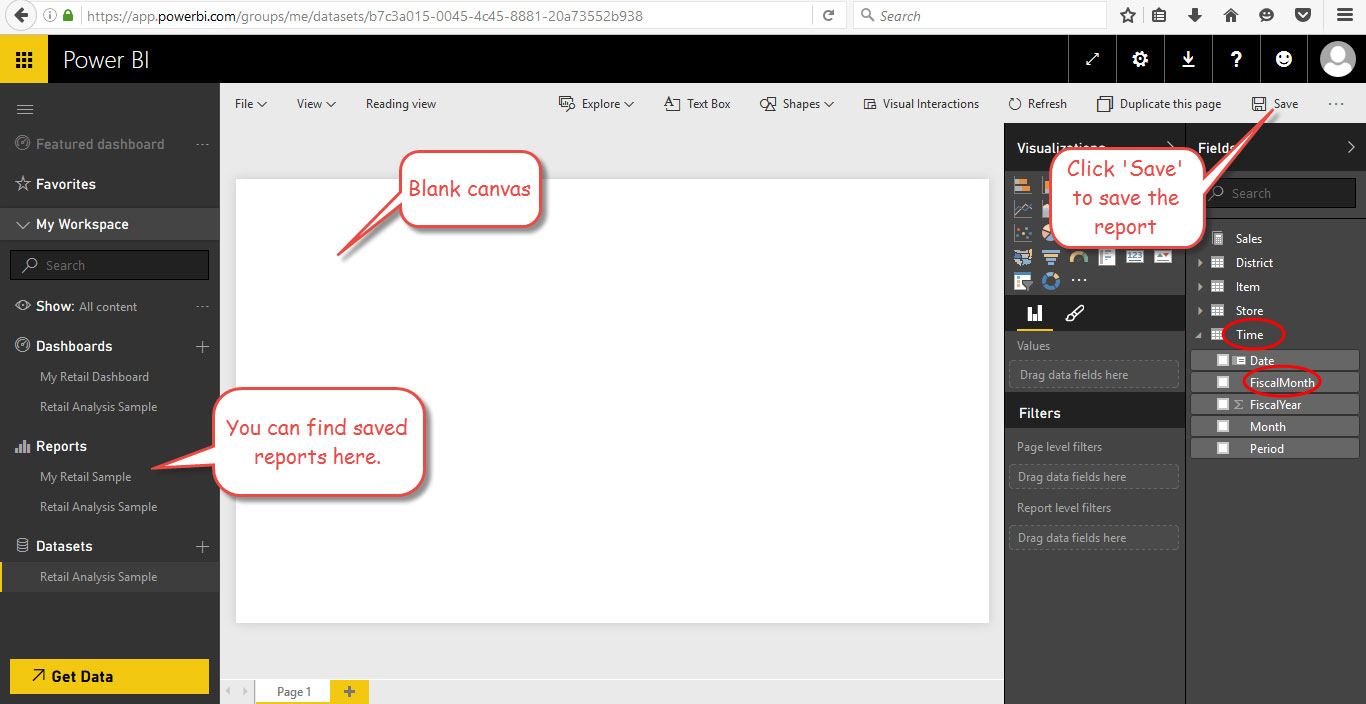 https://app.powerbi.com/groups/me/datasets/b7c3a015-0045-4c45-8881-20a73552b938
Search
Power BI
?
File View Reading view Explore Text Box Shapes Visual Interactions Refresh Duplicate this page Save ...
Featured dashboard ...
Favorites
My Workspace
Search
Show: All content ...
Dashboards +
My Retail Dashboard
Retail Analysis Sample
Reports
My Retail Sample
Retail Analysis Sample
Datasets +
Retail Analysis Sample
Get Data
Blank canvas
You can find saved
reports here.
Click 'Save'
to save the
report
Page 1 +
Visualizations
123
...
Values
Drag data fields here
Filters
Page level filters
Drag data fields here
Report level filters
Drag data fields here
Fields
Search
Sales
District
Item
Store
Time
Date
FiscalMonth
Σ FiscalYear
Month
Period